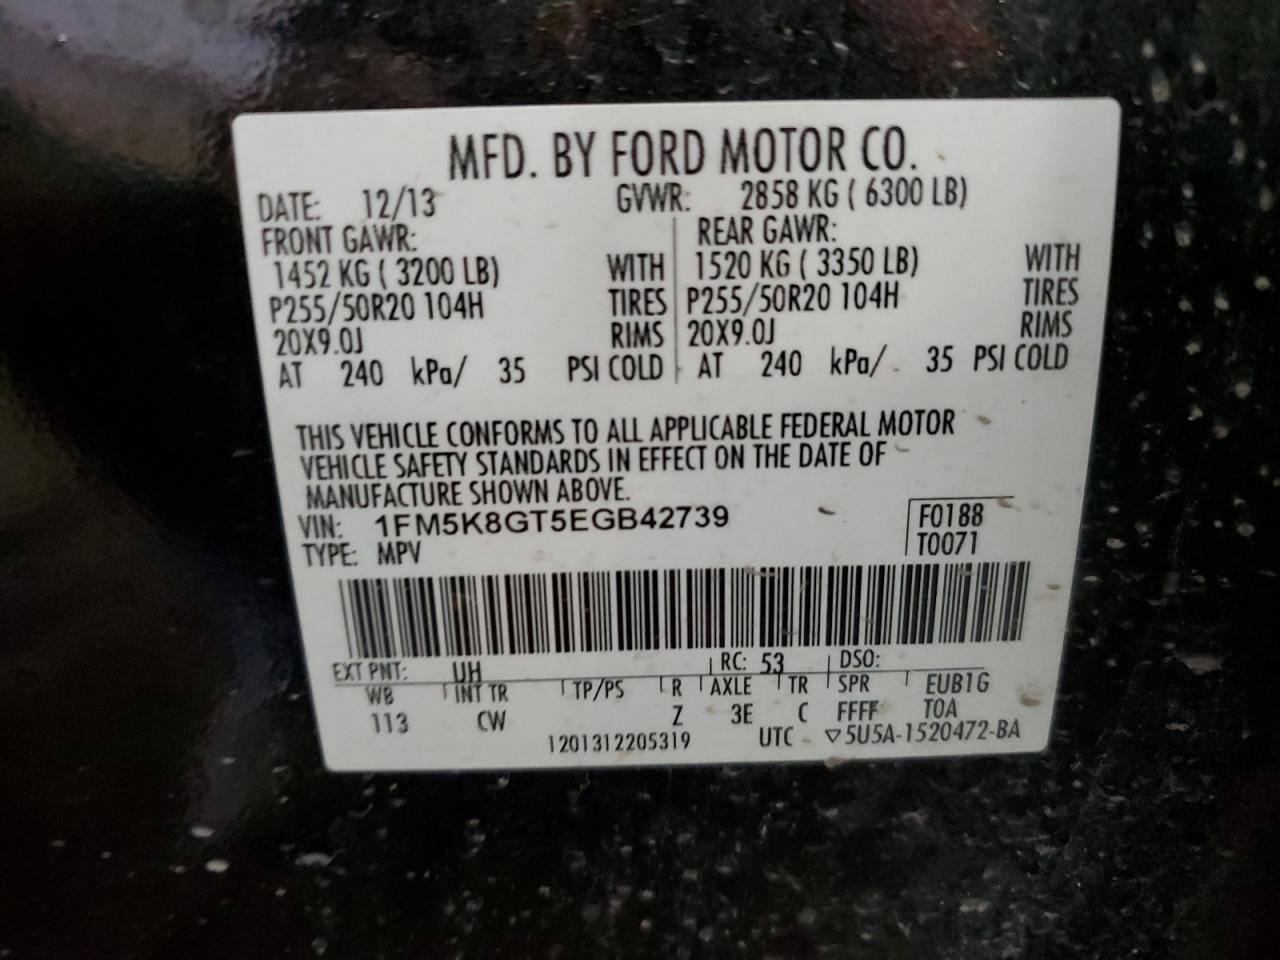 MFD. BY FORD MOTOR CO.
DATE: 12/13 GVWR: 2858 KG ( 6300 LB)
FRONT GAWR: REAR GAWR:
1452 KG ( 3200 LB) WITH 1520 KG ( 3350 LB) WITH
P255/50R20 104H TIRES P255/50R20 104H TIRES
20X9.0J RIMS 20X9.0J RIMS
AT 240 kPa/ 35 PSI COLD AT 240 kPa/ 35 PSI COLD
THIS VEHICLE CONFORMS TO ALL APPLICABLE FEDERAL MOTOR
VEHICLE SAFETY STANDARDS IN EFFECT ON THE DATE OF
MANUFACTURE SHOWN ABOVE.
VIN: 1FM5K8GT5EGB42739 F0188
TYPE: MPV T0071
EXT PNT: UH RC: 53 DSO:
WB INT TR TP/PS R AXLE TR SPR EUB1G
113 CW Z 3E C FFFF T0A
1201312205319 UTC ▽5U5A-1520472-BA